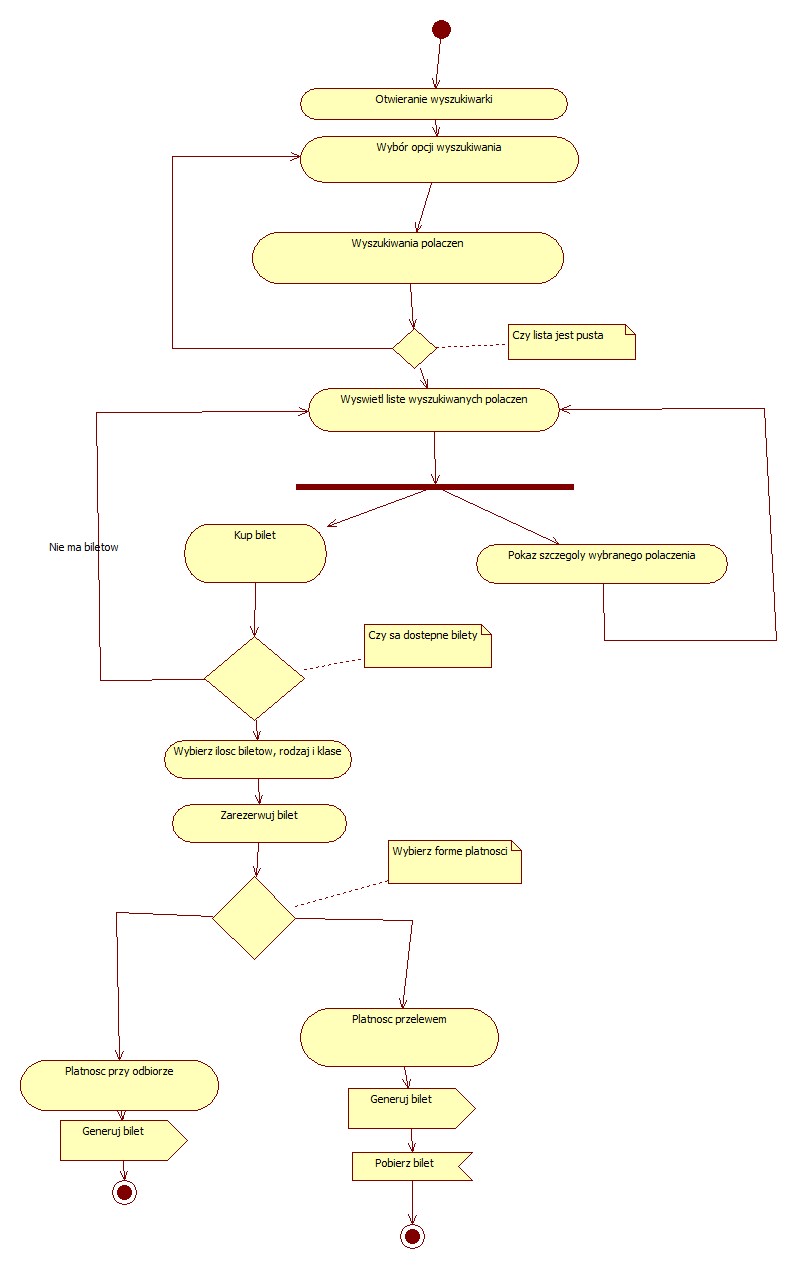 Otwieranie wyszukiwarki
Wybór opcji wyszukiwania
Wyszukiwania polaczen
Czy lista jest pusta
Wyswietl liste wyszukiwanych polaczen
Kup bilet
Nie ma biletow
Pokaz szczegoly wybranego polaczenia
Czy sa dostepne bilety
Wybierz ilosc biletow, rodzaj i klase
Zarezerwuj bilet
Wybierz forme platnosci
Platnosc przelewem
Platnosc przy odbiorze
Generuj bilet
Generuj bilet
Pobierz bilet